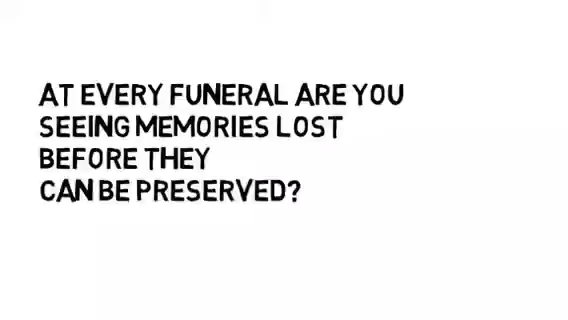 AT EVERY FUNERAL ARE YOU
SEEING MEMORIES LOST
BEFORE THEY
CAN BE PRESERVED?